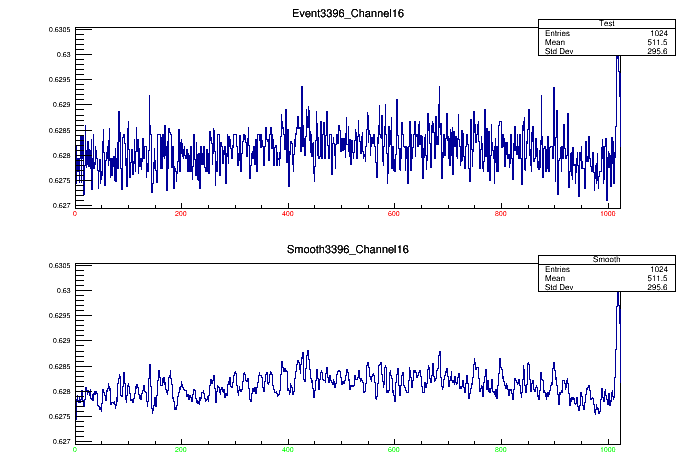 Event3396_Channel16
Test
Entries 1024
Mean 511.5
Std Dev 295.6
0.6305
0.63
0.6295
0.629
0.6285
0.628
0.6275
0.627
0 200 400 600 800 1000
Smooth3396_Channel16
Smooth
Entries 1024
Mean 511.5
Std Dev 295.6
0.6305
0.63
0.6295
0.629
0.6285
0.628
0.6275
0.627
0 200 400 600 800 1000